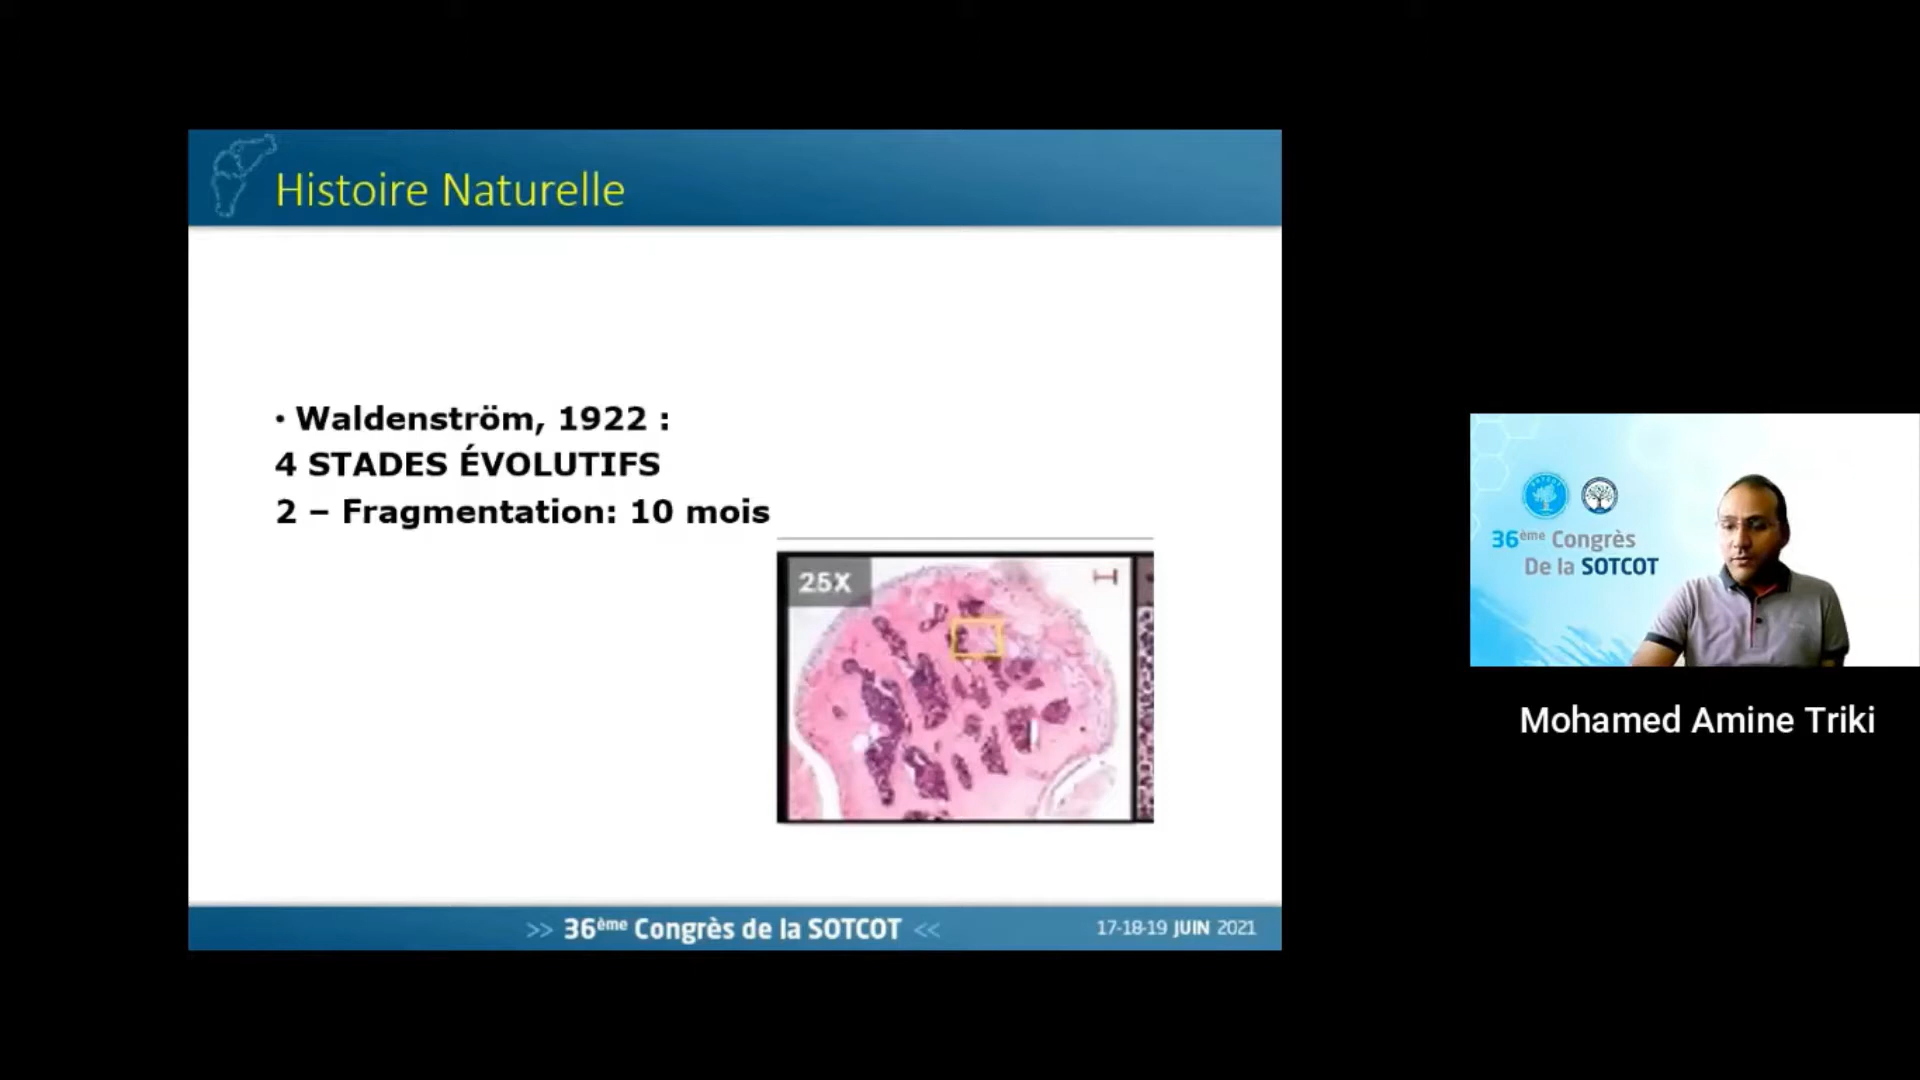 Histoire Naturelle
• Waldenström, 1922 :
4 STADES ÉVOLUTIFS
2 – Fragmentation: 10 mois
25X
>> 36ème Congrès de la SOTCOT <<
17-18-19 JUIN 2021
36ème Congrès
De la SOTCOT
Mohamed Amine Triki